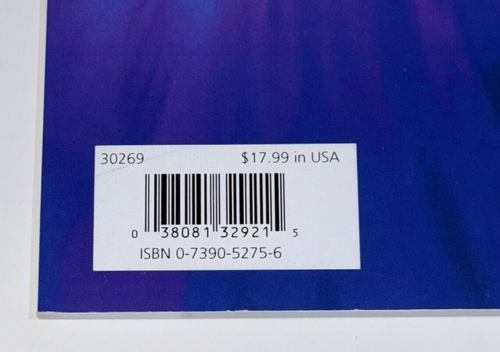 30269 $17.99 in USA
0 38081 32921 5
ISBN 0-7390-5275-6